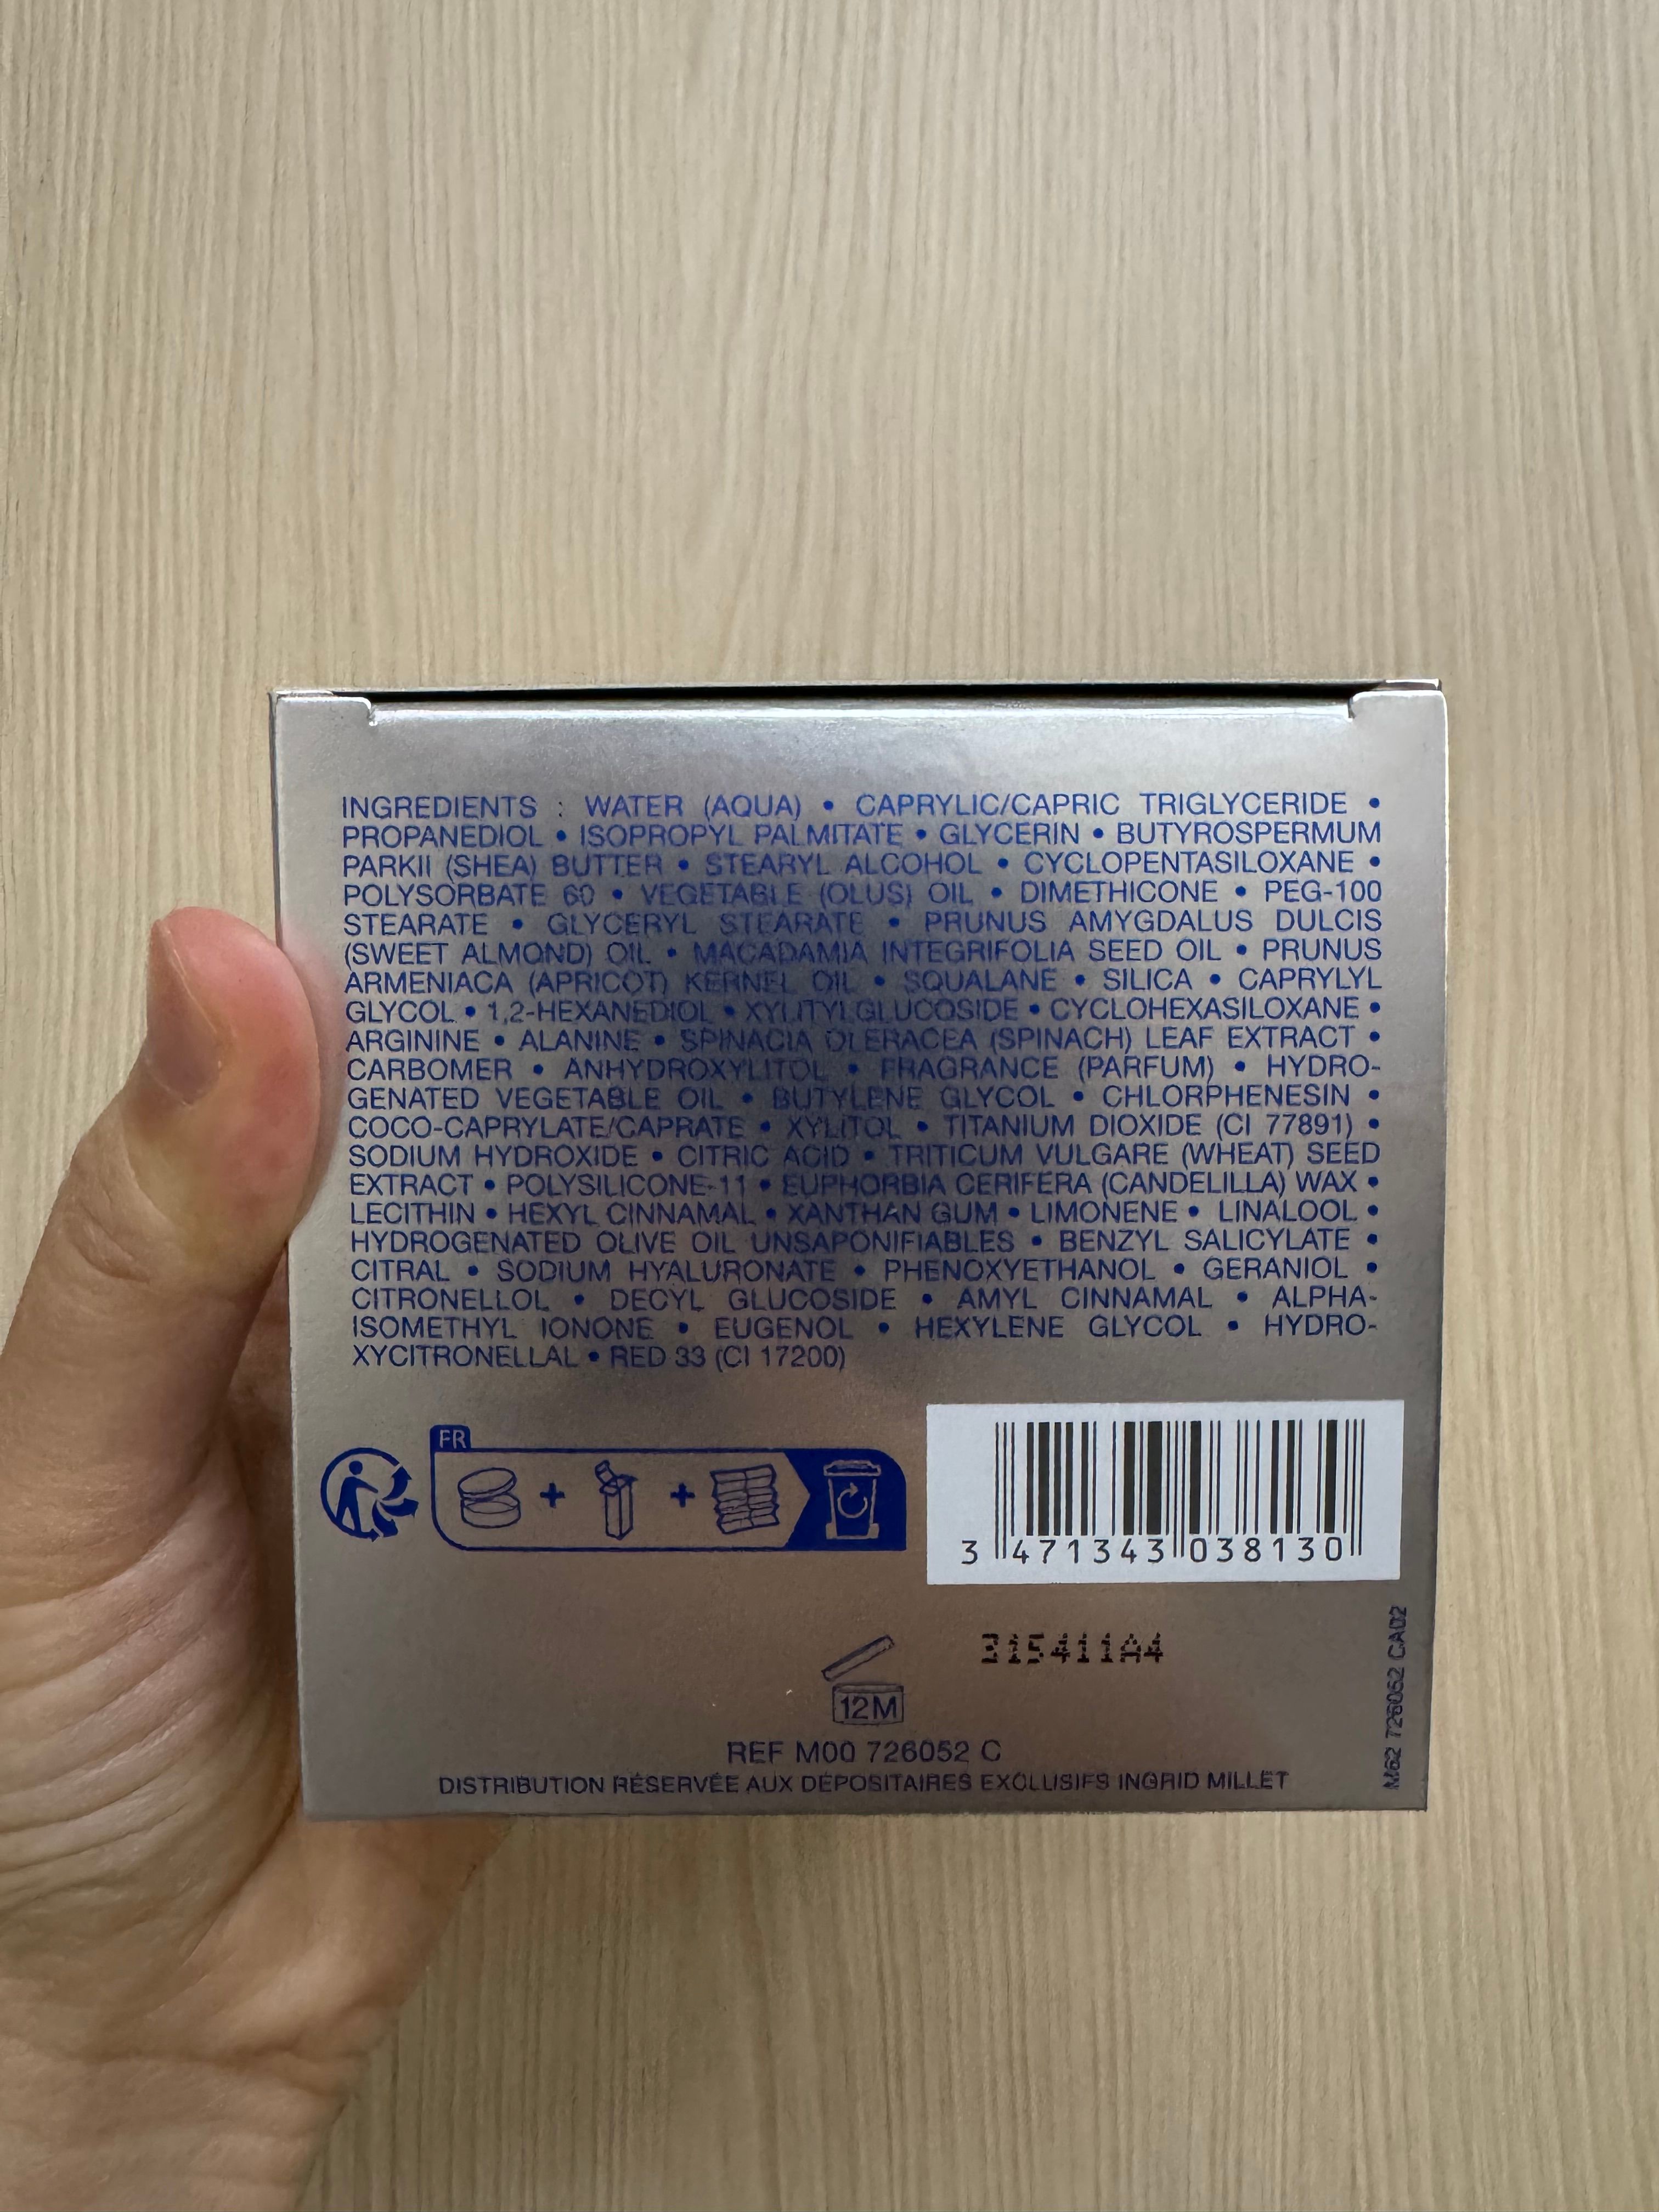 INGREDIENTS : WATER (AQUA) • CAPRYLIC/CAPRIC TRIGLYCERIDE •
PROPANEDIOL • ISOPROPYL PALMITATE • GLYCERIN • BUTYROSPERMUM
PARKII (SHEA) BUTTER • STEARYL ALCOHOL • CYCLOPENTASILOXANE •
POLYSORBATE 60 • VEGETABLE (OLUS) OIL • DIMETHICONE • PEG-100
STEARATE • GLYCERYL STEARATE • PRUNUS AMYGDALUS DULCIS
(SWEET ALMOND) OIL • MACADAMIA INTEGRIFOLIA SEED OIL • PRUNUS
ARMENIACA (APRICOT) KERNEL OIL • SQUALANE • SILICA • CAPRYLYL
GLYCOL • 1,2-HEXANEDIOL • XYLITYLGLUCOSIDE • CYCLOHEXASILOXANE •
ARGININE • ALANINE • SPINACIA OLERACEA (SPINACH) LEAF EXTRACT •
CARBOMER • ANHYDROXYLITOL • FRAGRANCE (PARFUM) • HYDRO-
GENATED VEGETABLE OIL • BUTYLENE GLYCOL • CHLORPHENESIN •
COCO-CAPRYLATE/CAPRATE • XYLITOL • TITANIUM DIOXIDE (CI 77891) •
SODIUM HYDROXIDE • CITRIC ACID • TRITICUM VULGARE (WHEAT) SEED
EXTRACT • POLYSILICONE-11 • EUPHORBIA CERIFERA (CANDELILLA) WAX •
LECITHIN • HEXYL CINNAMAL • XANTHAN GUM • LIMONENE • LINALOOL •
HYDROGENATED OLIVE OIL UNSAPONIFIABLES • BENZYL SALICYLATE •
CITRAL • SODIUM HYALURONATE • PHENOXYETHANOL • GERANIOL •
CITRONELLOL • DECYL GLUCOSIDE • AMYL CINNAMAL • ALPHA-
ISOMETHYL IONONE • EUGENOL • HEXYLENE GLYCOL • HYDRO-
XYCITRONELLAL • RED 33 (CI 17200)
FR
3 471343 038130
315411A4
12M
REF M00 726052 C
DISTRIBUTION RÉSERVÉE AUX DÉPOSITAIRES EXCLUSIFS INGRID MILLET
M62 726052 CA02